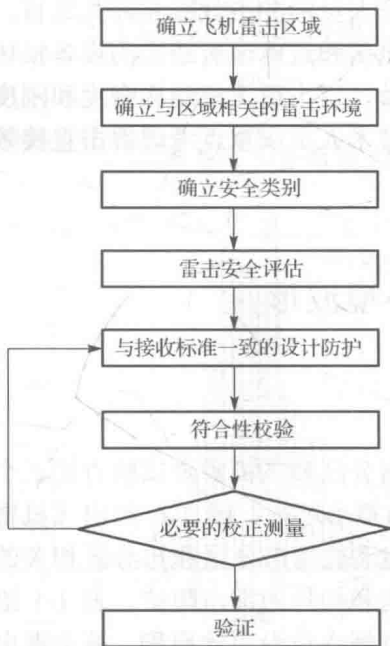 确立飞机雷击区域
确立与区域相关的雷击环境
确立安全类别
雷击安全评估
与接收标准一致的设计防护
符合性校验
必要的校正测量
验证